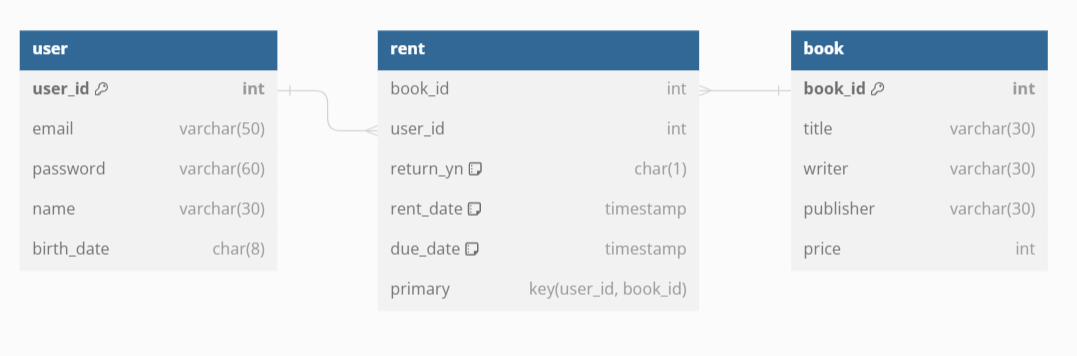 user
user_id int
email varchar(50)
password varchar(60)
name varchar(30)
birth_date char(8)
rent
book_id int
user_id int
return_yn char(1)
rent_date timestamp
due_date timestamp
primary key(user_id, book_id)
book
book_id int
title varchar(30)
writer varchar(30)
publisher varchar(30)
price int